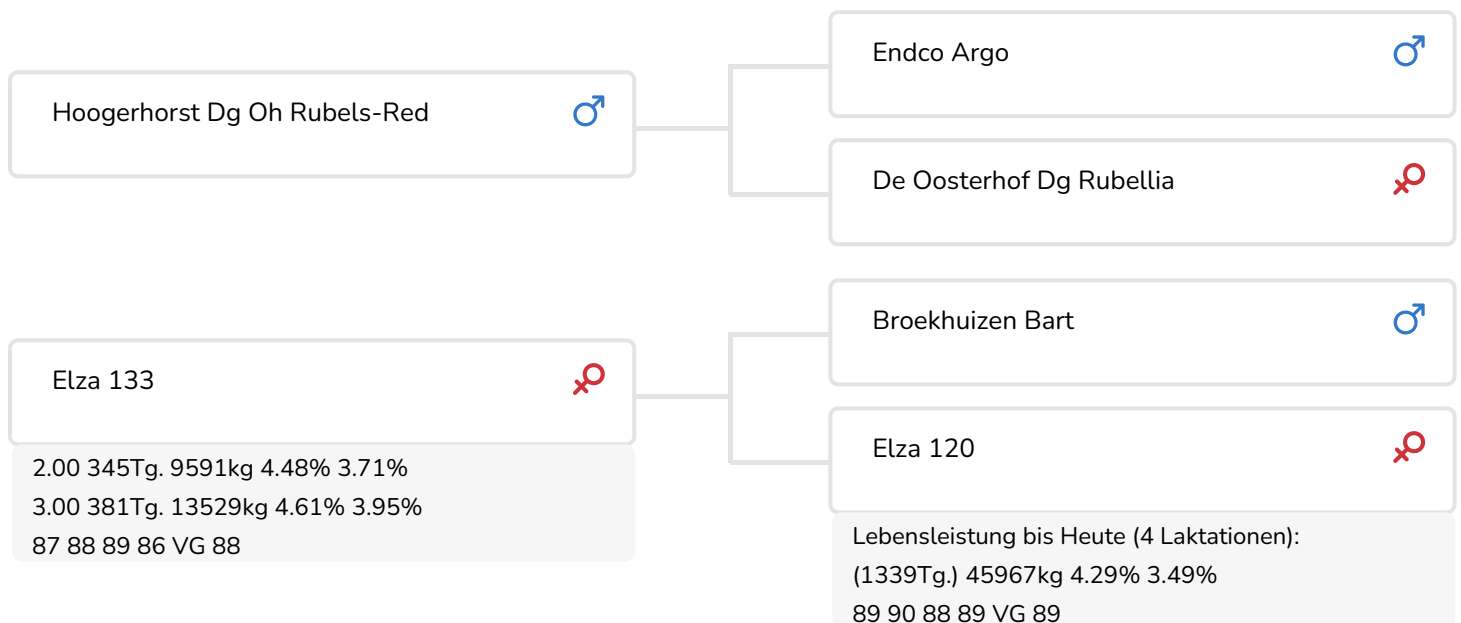 Hoogerhorst Dg Oh Rubels-Red
Endco Argo
De Oosterhof Dg Rubellia
Elza 133
2.00 345Tg. 9591kg 4.48% 3.71%
3.00 381Tg. 13529kg 4.61% 3.95%
87 88 89 86 VG 88
Broekhuizen Bart
Elza 120
Lebensleistung bis Heute (4 Laktationen):
(1339Tg.) 45967kg 4.29% 3.49%
89 90 88 89 VG 89